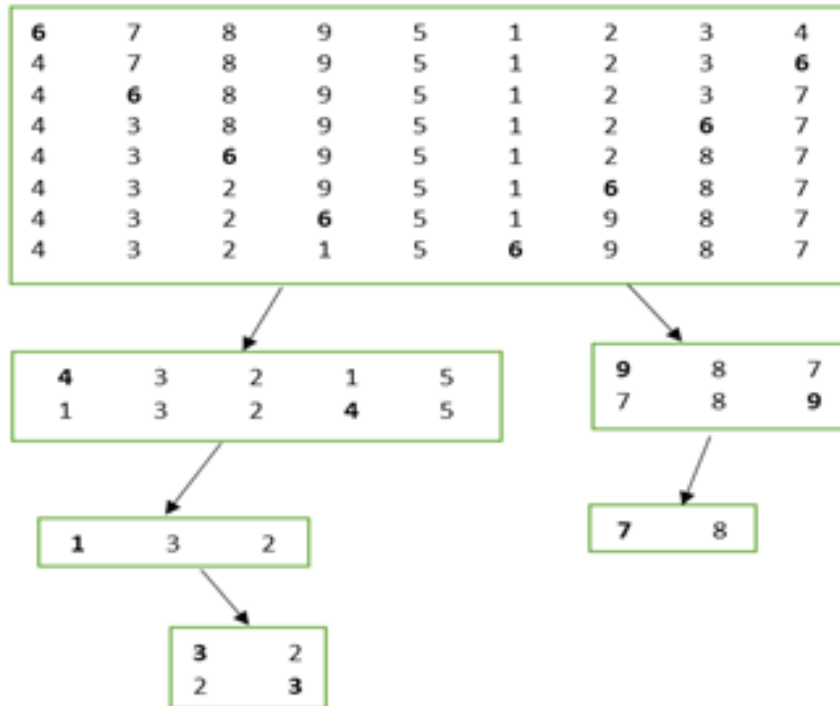 6 7 8 9 5 1 2 3 4
4 7 8 9 5 1 2 3 6
4 6 8 9 5 1 2 3 7
4 3 8 9 5 1 2 6 7
4 3 6 9 5 1 2 8 7
4 3 2 9 5 1 6 8 7
4 3 2 6 5 1 9 8 7
4 3 2 1 5 6 9 8 7
4 3 2 1 5
1 3 2 4 5
9 8 7
7 8 9
1 3 2
7 8
3 2
2 3